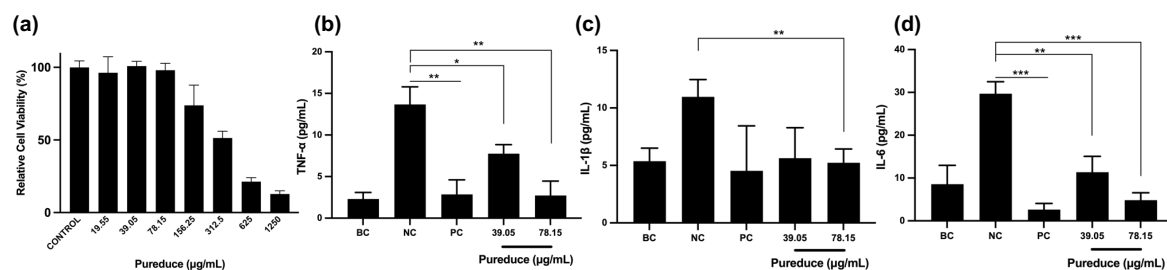 (a)
Relative Cell Viability (%)
100
50
0
CONTROL
19.55
39.05
78.15
156.25
312.5
625
1250
Pureduce (µg/mL)
(b)
TNF-α
(pg/mL)
20
15
10
5
0
**
*
**
BC
NC
PC
39.05
78.15
Pureduce (µg/mL)
(c)
IL-1β
(pg/mL)
15
10
5
0
**
BC
NC
PC
39.05
78.15
Pureduce (µg/mL)
(d)
IL-6
(pg/mL)
40
30
20
10
0
***
**
***
BC
NC
PC
39.05
78.15
Pureduce (µg/mL)